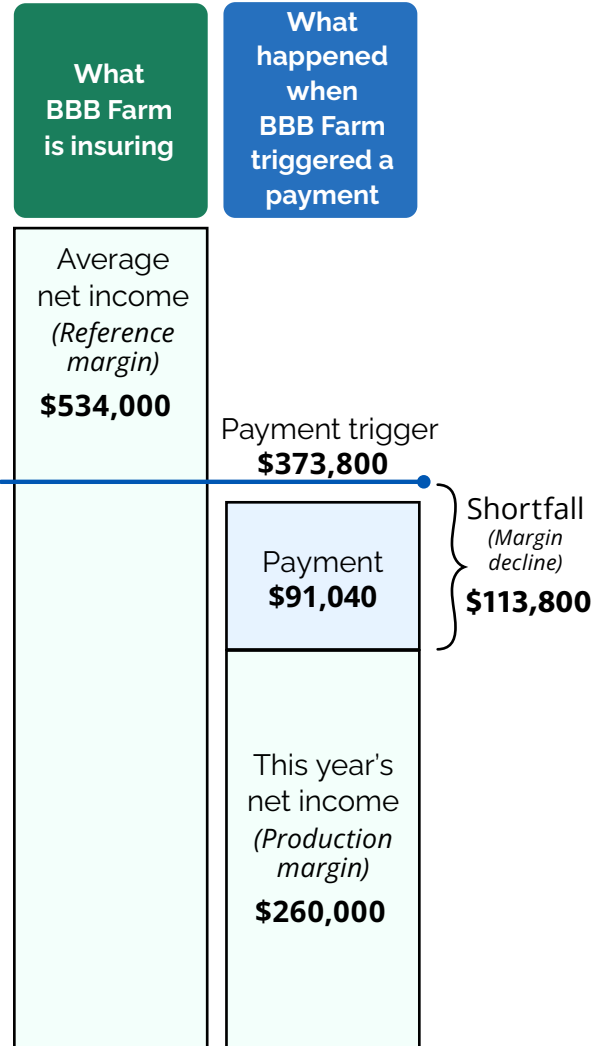 What
BBB Farm
is insuring
What
happened
when
BBB Farm
triggered a
payment
Average
net income
(Reference
margin)
$534,000
Payment trigger
$373,800
Payment
$91,040
Shortfall
(Margin
decline)
$113,800
This year's
net income
(Production
margin)
$260,000